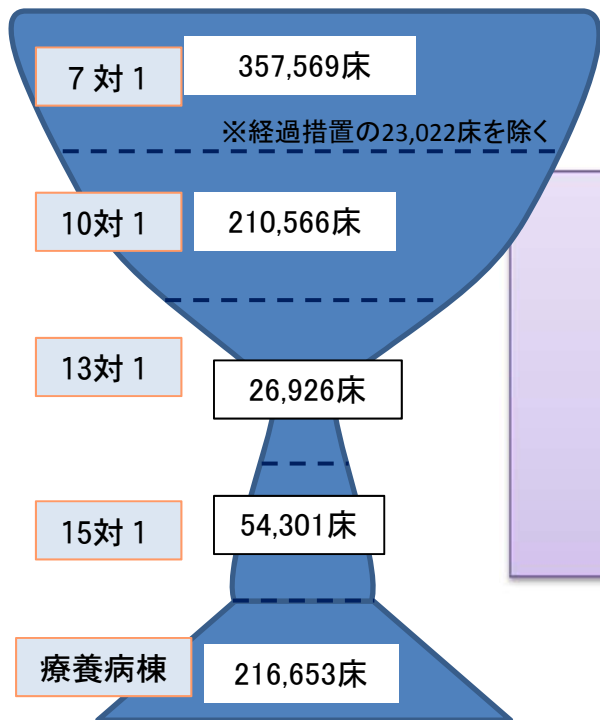 7対1
357,569床
※経過措置の23,022床を除く
10対1
210,566床
13対1
26,926床
15対1
54,301床
療養病棟
216,653床